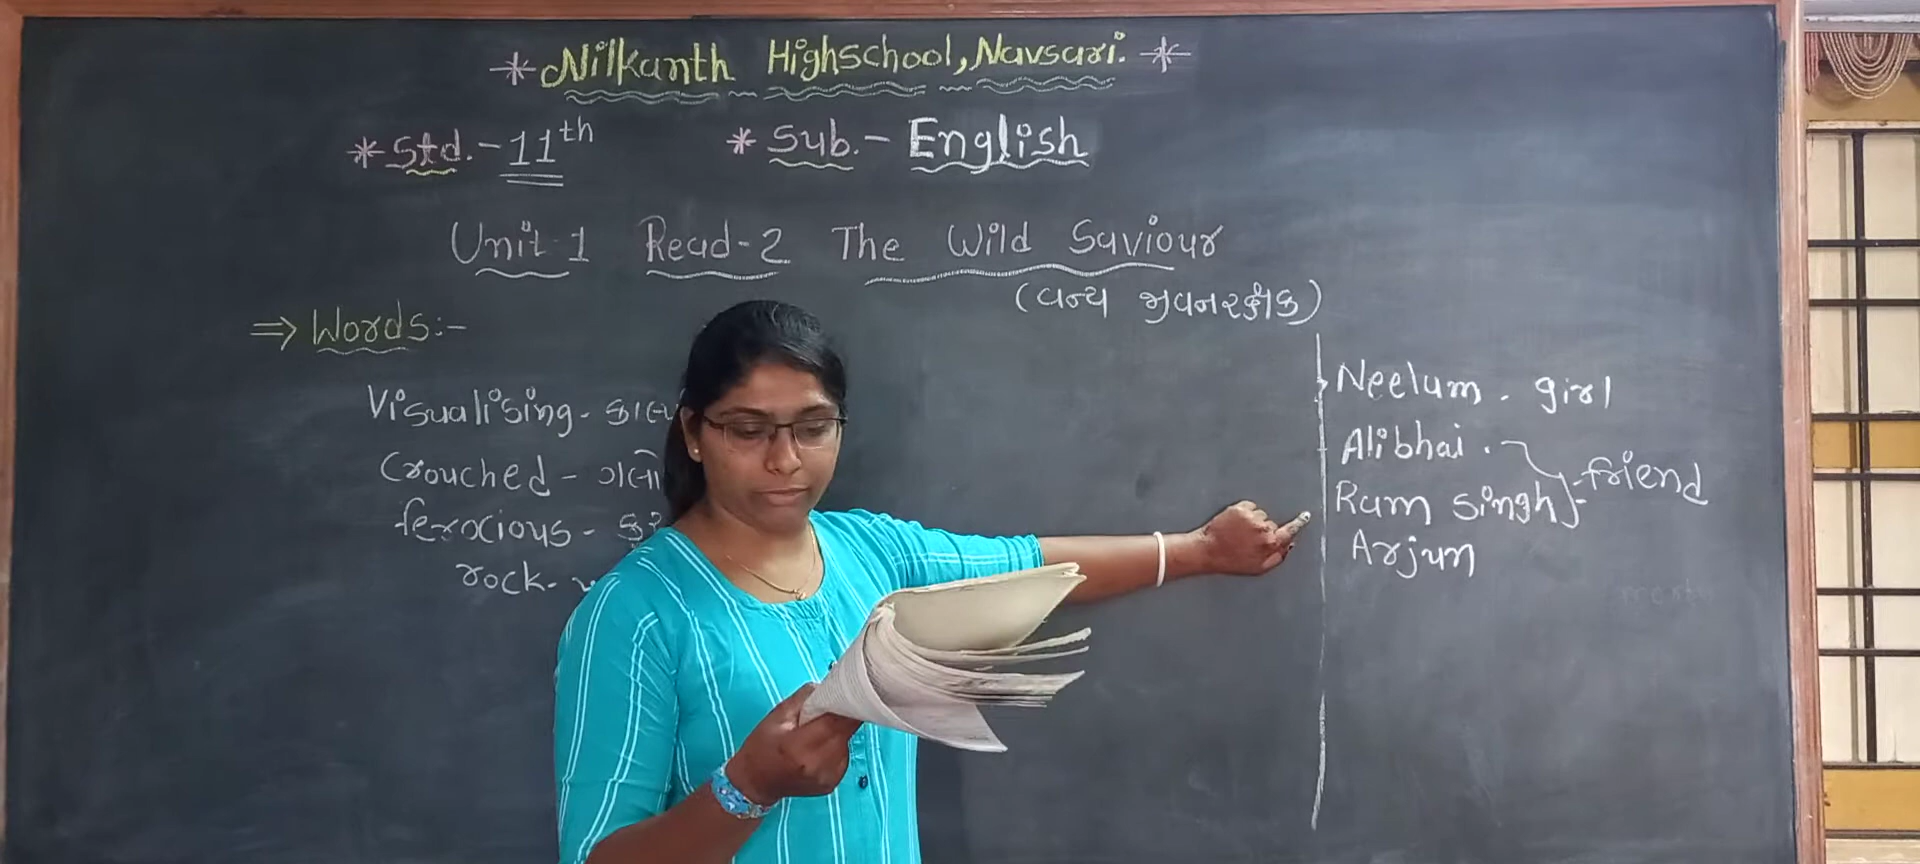 * Nilkanth Highschool, Navsari. *
* Std. - 11th * Sub. - English
Unit-1 Read-2 The Wild Saviour
(વન્ય જીવનરક્ષક)
⇒ Words:-
Visualising -
Crouched -
ferocious -
rock -
Neelum. girl
Alibhai.
friend
Ram Singh
Arjun